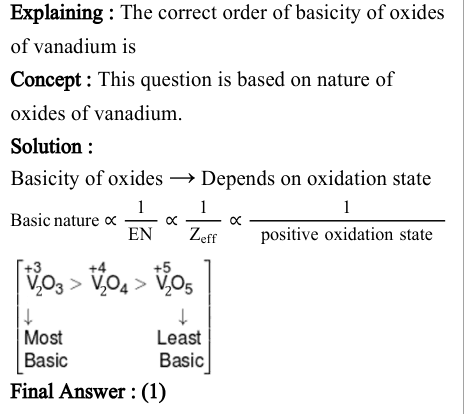 Explaining : The correct order of basicity of oxides
of vanadium is
Concept : This question is based on nature of
oxides of vanadium.
Solution :
Basicity of oxides ⟶ Depends on oxidation state
Basic nature ∝ 1/EN ∝ 1/Z_eff ∝ 1/positive oxidation state
+3 +4 +5
V₂O₃ > V₂O₄ > V₂O₅
↓ ↓
Most Least
Basic Basic
Final Answer : (1)